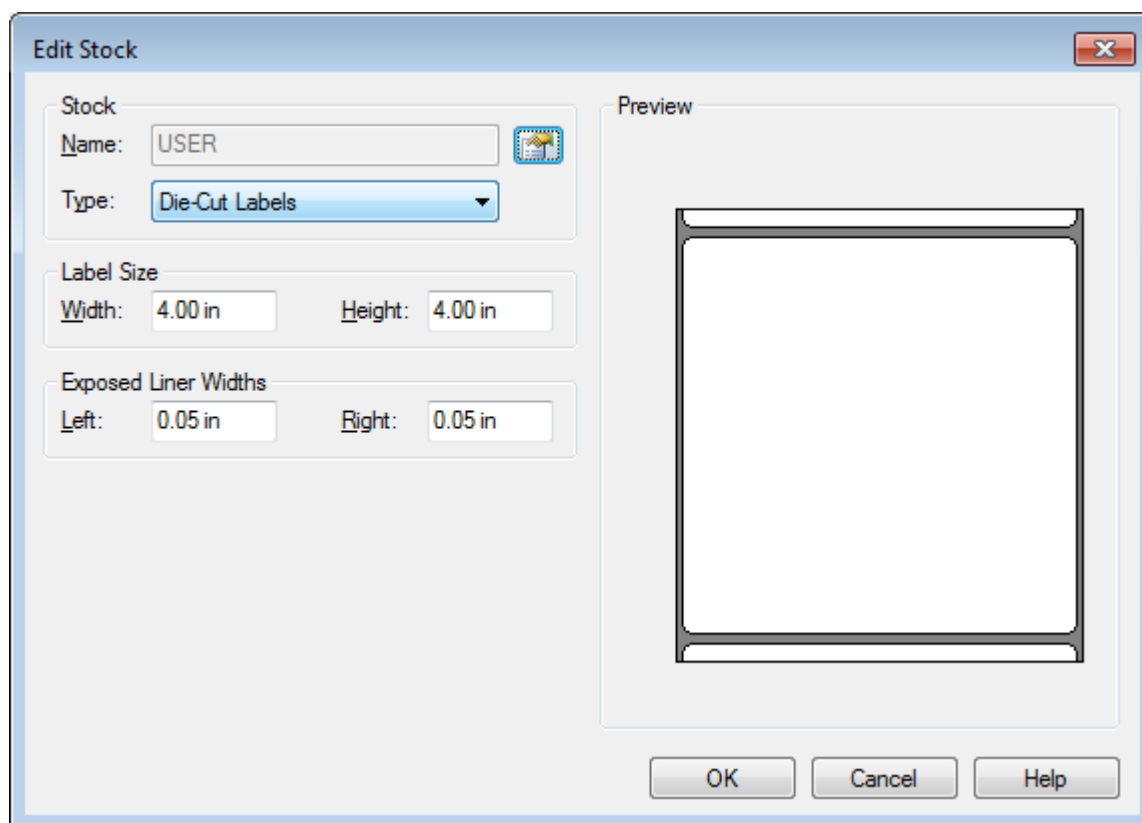 Edit Stock
Stock
Name: USER
Type: Die-Cut Labels
Label Size
Width: 4.00 in Height: 4.00 in
Exposed Liner Widths
Left: 0.05 in Right: 0.05 in
Preview
OK Cancel Help